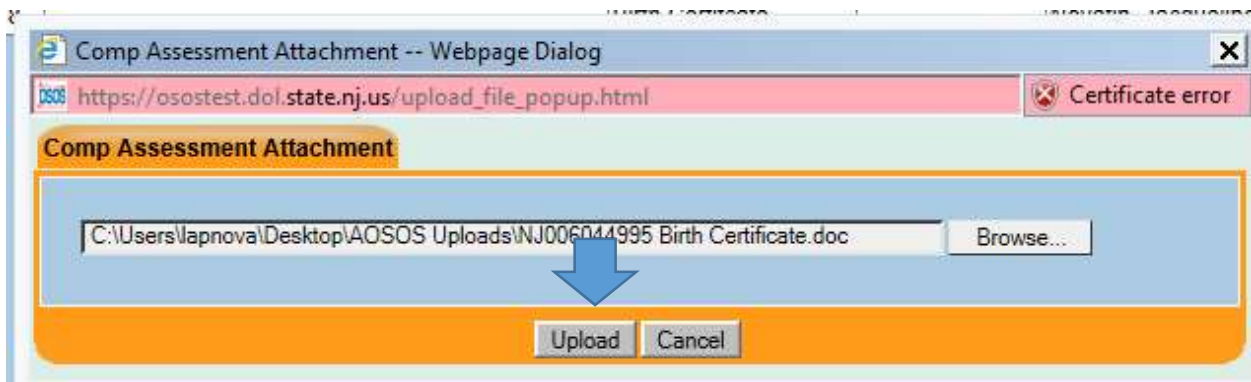 Comp Assessment Attachment -- Webpage Dialog
https://osostest.dol.state.nj.us/upload_file_popup.html
Certificate error
Comp Assessment Attachment
C:\Users\lapnova\Desktop\AOSOS Uploads\NJ006044995 Birth Certificate.doc
Browse...
Upload Cancel